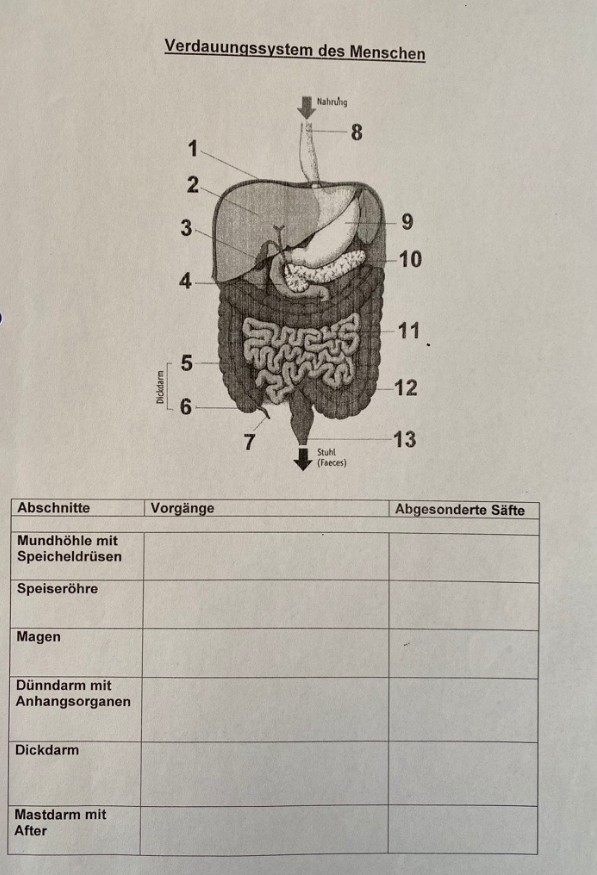 Verdauungssystem des Menschen
Nahrung
8
1
2
3
9
10
4
11
5
Dickdarm
12
6
7
13
Stuhl
(Faeces)
Abschnitte Vorgänge Abgesonderte Säfte
Mundhöhle mit
Speicheldrüsen
Speiseröhre
Magen
Dünndarm mit
Anhangsorganen
Dickdarm
Mastdarm mit
After